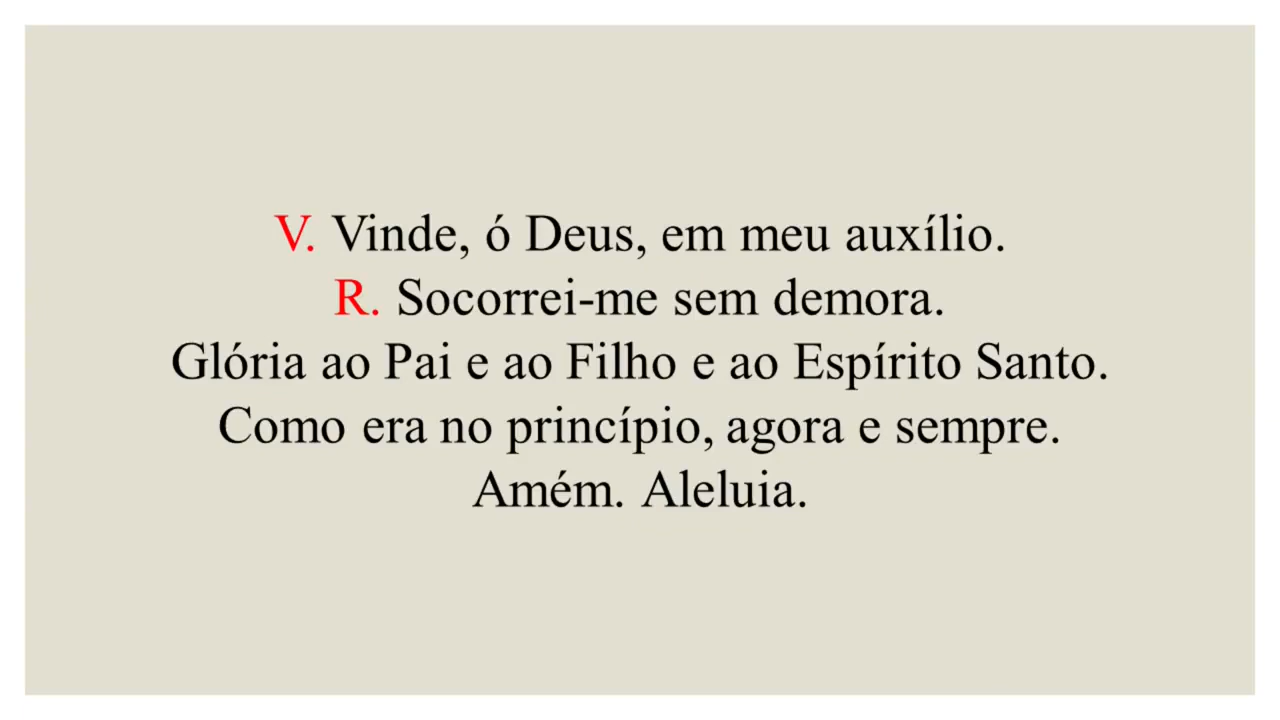 V. Vinde, ó Deus, em meu auxílio.
R. Socorrei-me sem demora.
Glória ao Pai e ao Filho e ao Espírito Santo.
Como era no princípio, agora e sempre.
Amém. Aleluia.